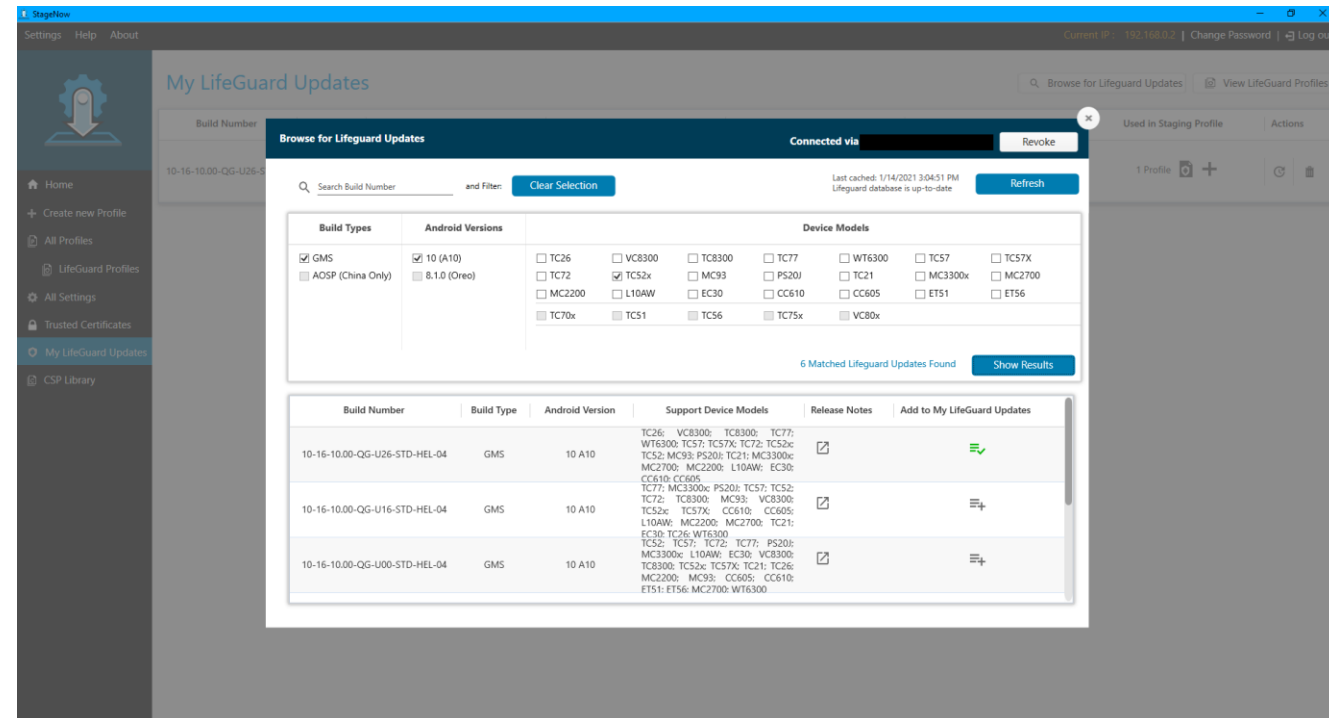 StageNow
Settings Help About
Current IP : 192.168.0.2 | Change Password | Log ou
My LifeGuard Updates
Browse for Lifeguard Updates View LifeGuard Profiles
Build Number Used in Staging Profile Actions
10-16-10.00-QG-U26-S 1 Profile
Home
Create new Profile
All Profiles
LifeGuard Profiles
All Settings
Trusted Certificates
My LifeGuard Updates
CSP Library
Browse for Lifeguard Updates Connected via Revoke
Search Build Number and Filter: Clear Selection
Last cached: 1/14/2021 3:04:51 PM
Lifeguard database is up-to-date
Refresh
Build Types Android Versions Device Models
GMS 10 (A10) TC26 VC8300 TC8300 TC77 WT6300 TC57 TC57X
AOSP (China Only) 8.1.0 (Oreo) TC72 TC52x MC93 PS20J TC21 MC3300x MC2700
MC2200 L10AW EC30 CC610 CC605 ET51 ET56
TC70x TC51 TC56 TC75x VC80x
6 Matched Lifeguard Updates Found Show Results
Build Number Build Type Android Version Support Device Models Release Notes Add to My LifeGuard Updates
10-16-10.00-QG-U26-STD-HEL-04 GMS 10 A10
TC26; VC8300; TC8300; TC77;
WT6300; TC57; TC57X; TC72; TC52x;
TC52; MC93; PS20J; TC21; MC3300x;
MC2700; MC2200; L10AW; EC30;
CC610; CC605
10-16-10.00-QG-U16-STD-HEL-04 GMS 10 A10
TC77; MC3300x; PS20J; TC57; TC52;
TC72; TC8300; MC93; VC8300;
TC52x; TC57X; CC610; CC605;
L10AW; MC2200; MC2700; TC21;
EC30; TC26; WT6300
10-16-10.00-QG-U00-STD-HEL-04 GMS 10 A10
TC52; TC57; TC72; TC77; PS20J;
MC3300x; L10AW; EC30; VC8300;
TC8300; TC52x; TC57X; TC21; TC26;
MC2200; MC93; CC605; CC610;
ET51; ET56; MC2700; WT6300